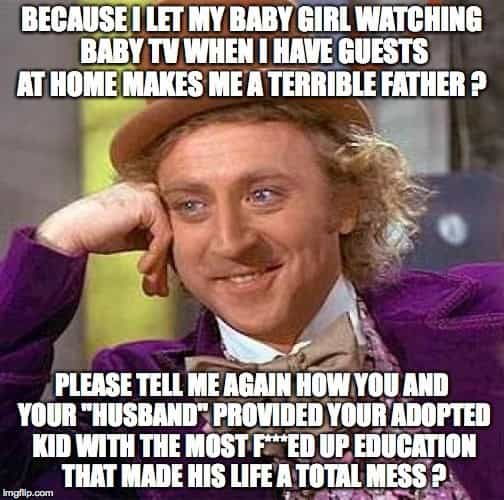 BECAUSE I LET MY BABY GIRL WATCHING
BABY TV WHEN I HAVE GUESTS
AT HOME MAKES ME A TERRIBLE FATHER ?
PLEASE TELL ME AGAIN HOW YOU AND
YOUR "HUSBAND" PROVIDED YOUR ADOPTED
KID WITH THE MOST F***ED UP EDUCATION
THAT MADE HIS LIFE A TOTAL MESS ?
imgflip.com